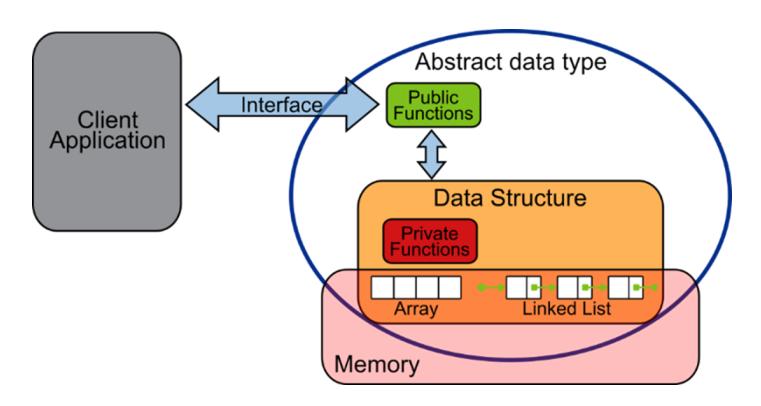 Abstract data type
Client
Application
Interface
Public
Functions
Data Structure
Private
Functions
Array
Linked List
Memory